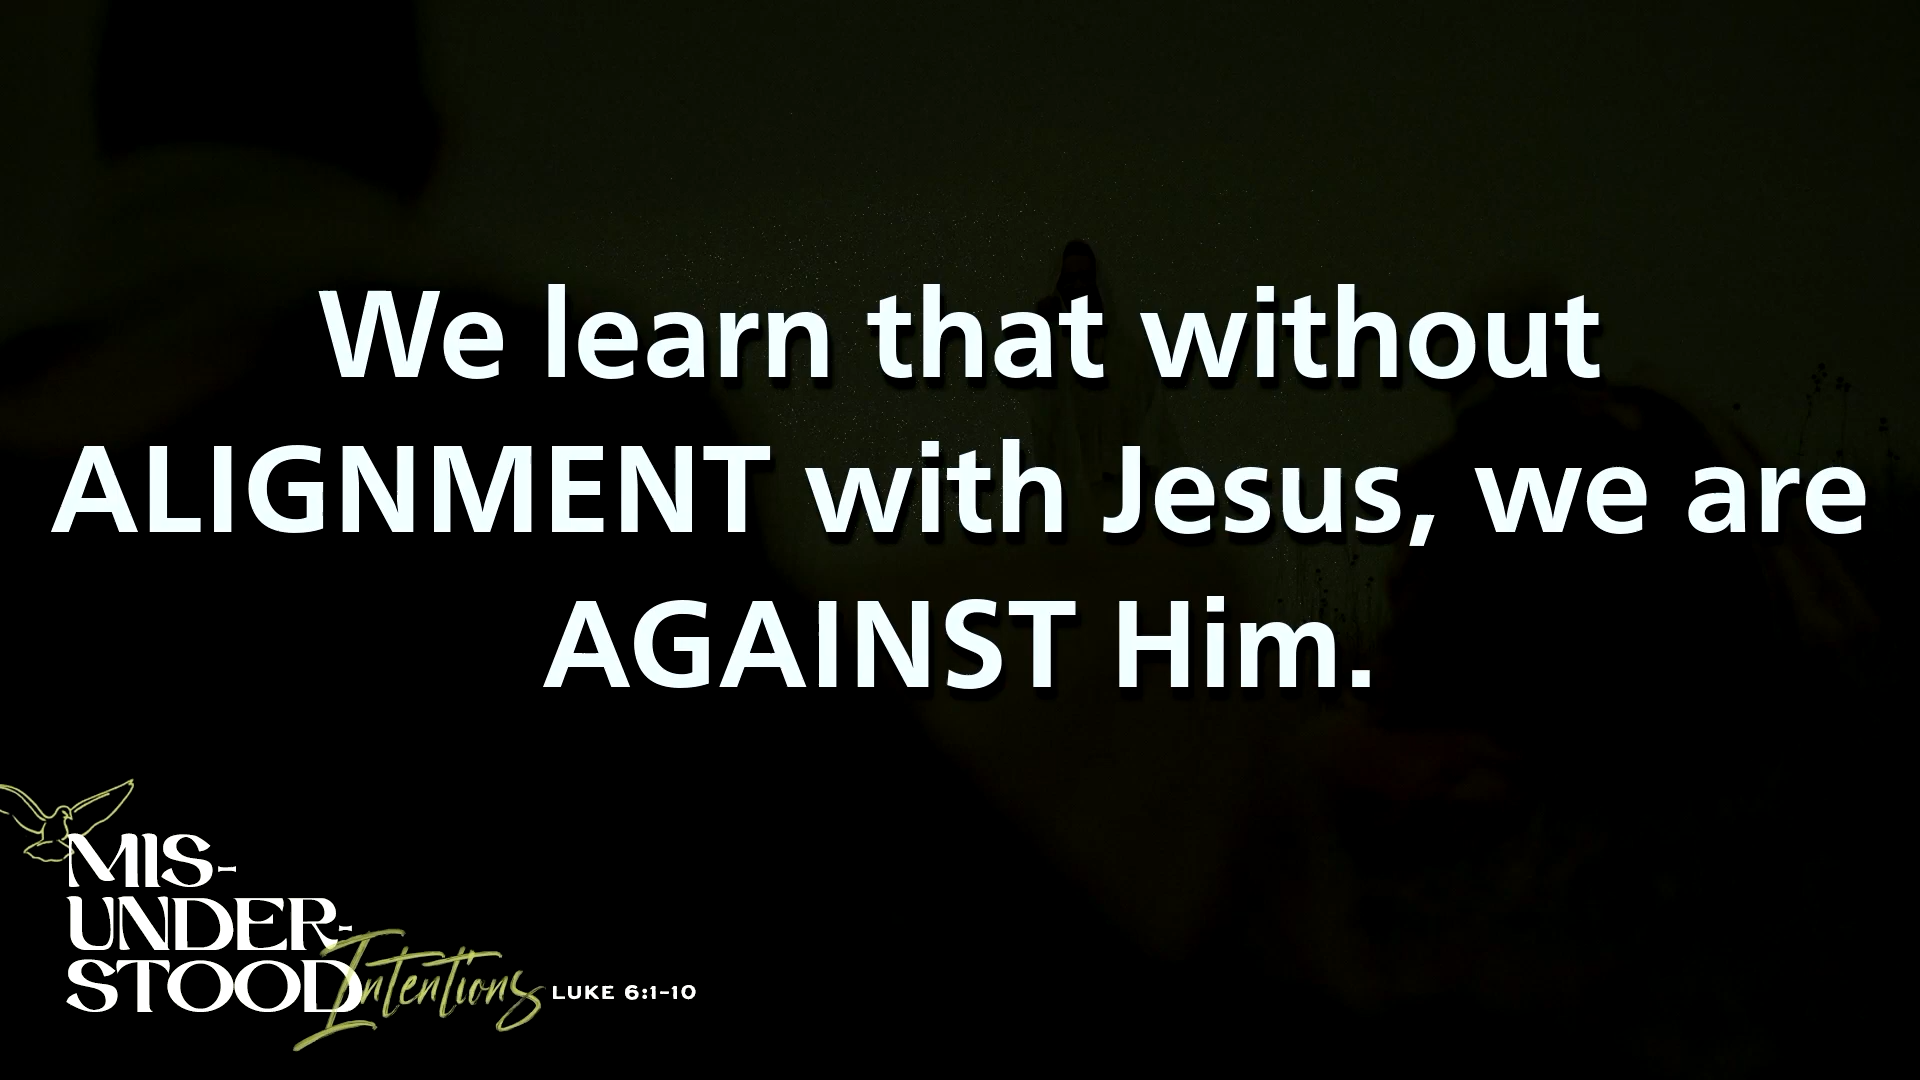 We learn that without
ALIGNMENT with Jesus, we are
AGAINST Him.
MIS-
UNDER-
STOOD
Intentions
LUKE 6:1-10